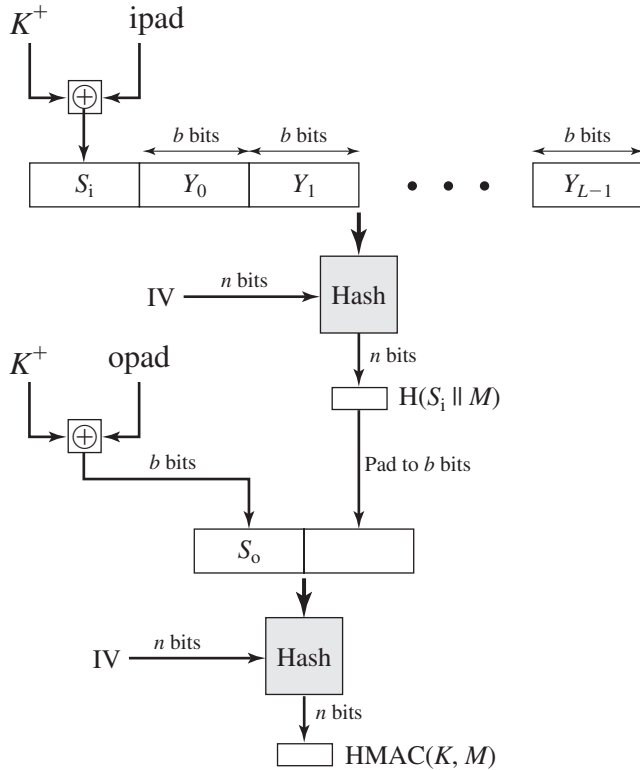 K+ ipad
⊕
b bits b bits b bits
Si Y0 Y1 • • • YL−1
IV n bits Hash
n bits
K+ opad
H(Si || M)
⊕
b bits Pad to b bits
So
IV n bits Hash
n bits
HMAC(K, M)